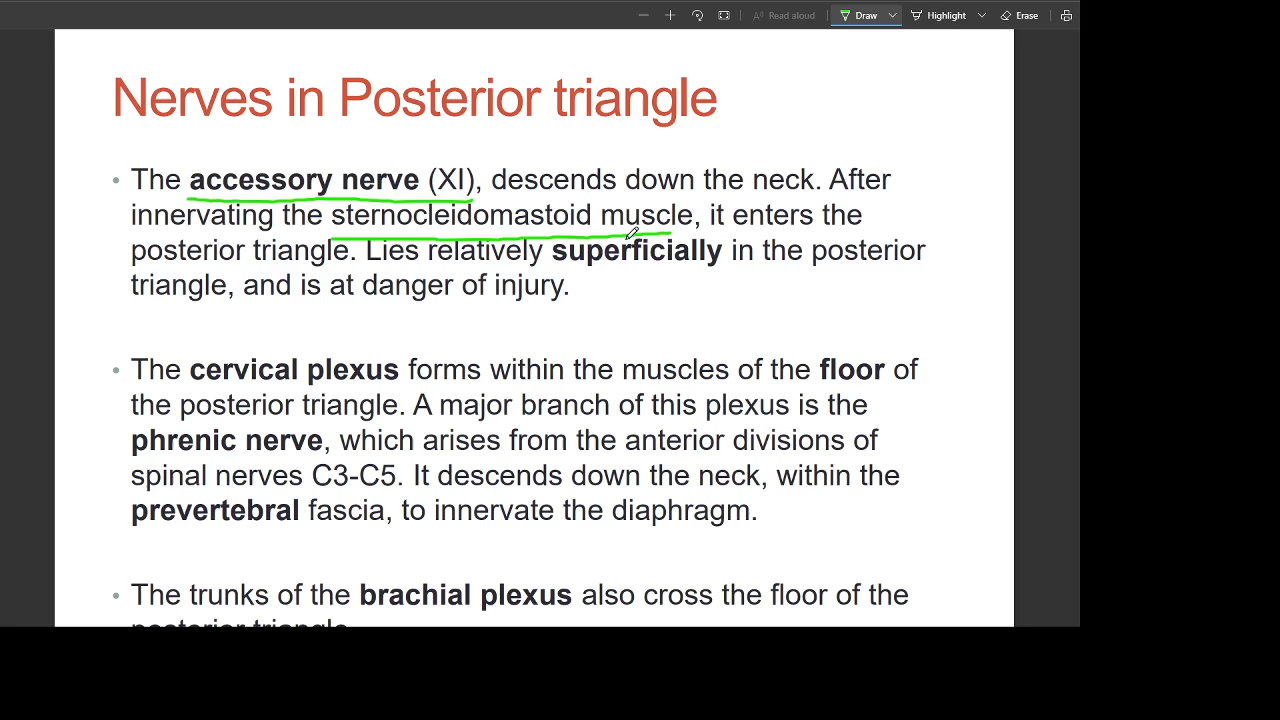 Read aloud Draw Highlight Erase
Nerves in Posterior triangle
• The accessory nerve (XI), descends down the neck. After
innervating the sternocleidomastoid muscle, it enters the
posterior triangle. Lies relatively superficially in the posterior
triangle, and is at danger of injury.
• The cervical plexus forms within the muscles of the floor of
the posterior triangle. A major branch of this plexus is the
phrenic nerve, which arises from the anterior divisions of
spinal nerves C3-C5. It descends down the neck, within the
prevertebral fascia, to innervate the diaphragm.
• The trunks of the brachial plexus also cross the floor of the
posterior triangle.